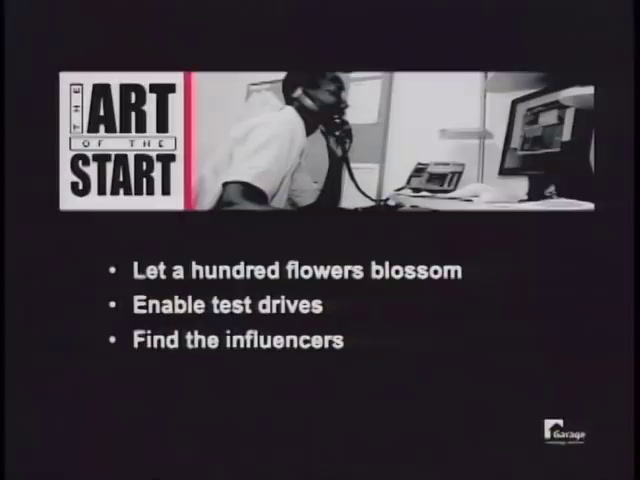 THE
ART
OF THE
START
• Let a hundred flowers blossom
• Enable test drives
• Find the influencers
Garage